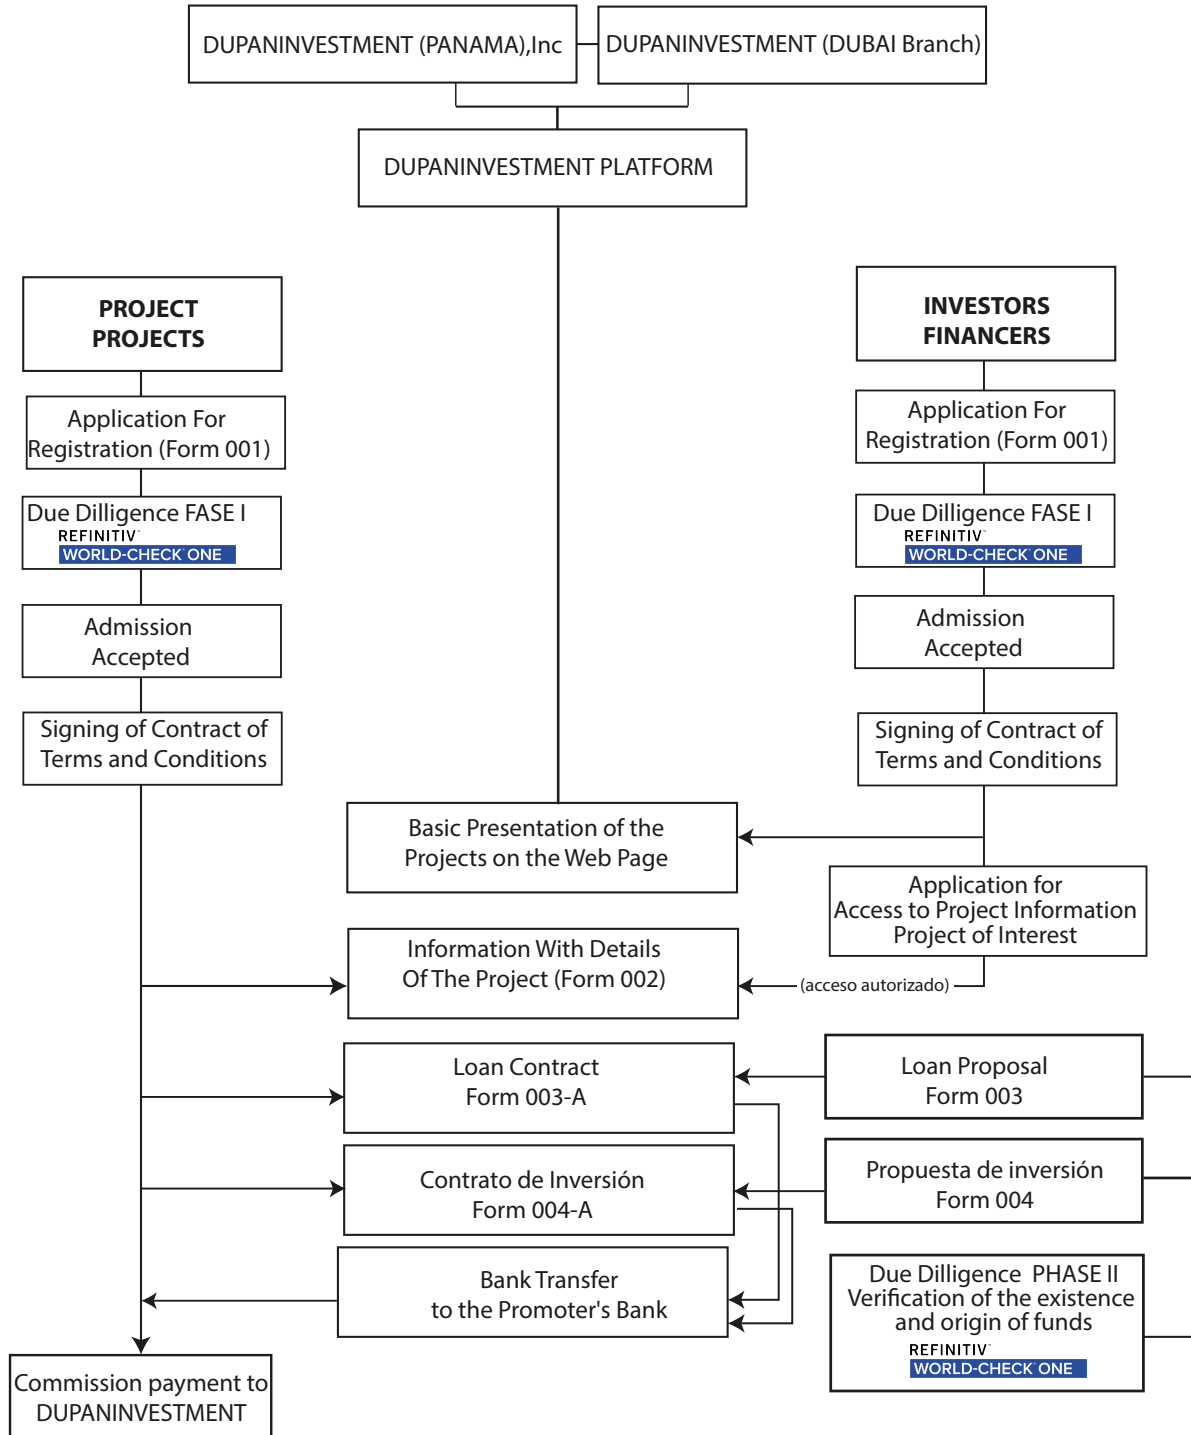 DUPANINVESTMENT (PANAMA),Inc
DUPANINVESTMENT (DUBAI Branch)
DUPANINVESTMENT PLATFORM
PROJECT
PROJECTS
Application For
Registration (Form 001)
Due Dilligence FASE I
REFINITIV™
WORLD-CHECK ONE
Admission
Accepted
Signing of Contract of
Terms and Conditions
INVESTORS
FINANCERS
Application For
Registration (Form 001)
Due Dilligence FASE I
REFINITIV™
WORLD-CHECK ONE
Admission
Accepted
Signing of Contract of
Terms and Conditions
Basic Presentation of the
Projects on the Web Page
Application for
Access to Project Information
Project of Interest
Information With Details
Of The Project (Form 002)
(acceso autorizado)
Loan Contract
Form 003-A
Loan Proposal
Form 003
Contrato de Inversión
Form 004-A
Propuesta de inversión
Form 004
Bank Transfer
to the Promoter's Bank
Due Dilligence PHASE II
Verification of the existence
and origin of funds
REFINITIV™
WORLD-CHECK ONE
Commission payment to
DUPANINVESTMENT